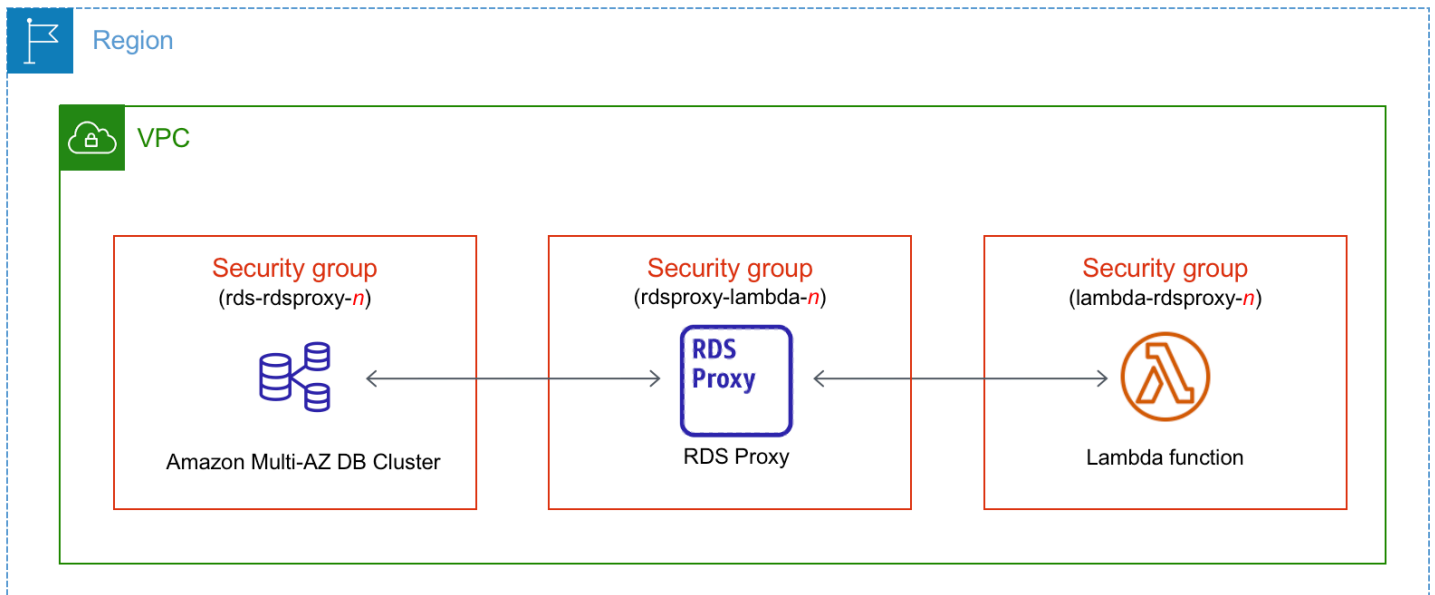 Region
VPC
Security group
(rds-rdsproxy-n)
Amazon Multi-AZ DB Cluster
Security group
(rdsproxy-lambda-n)
RDS
Proxy
RDS Proxy
Security group
(lambda-rdsproxy-n)
Lambda function